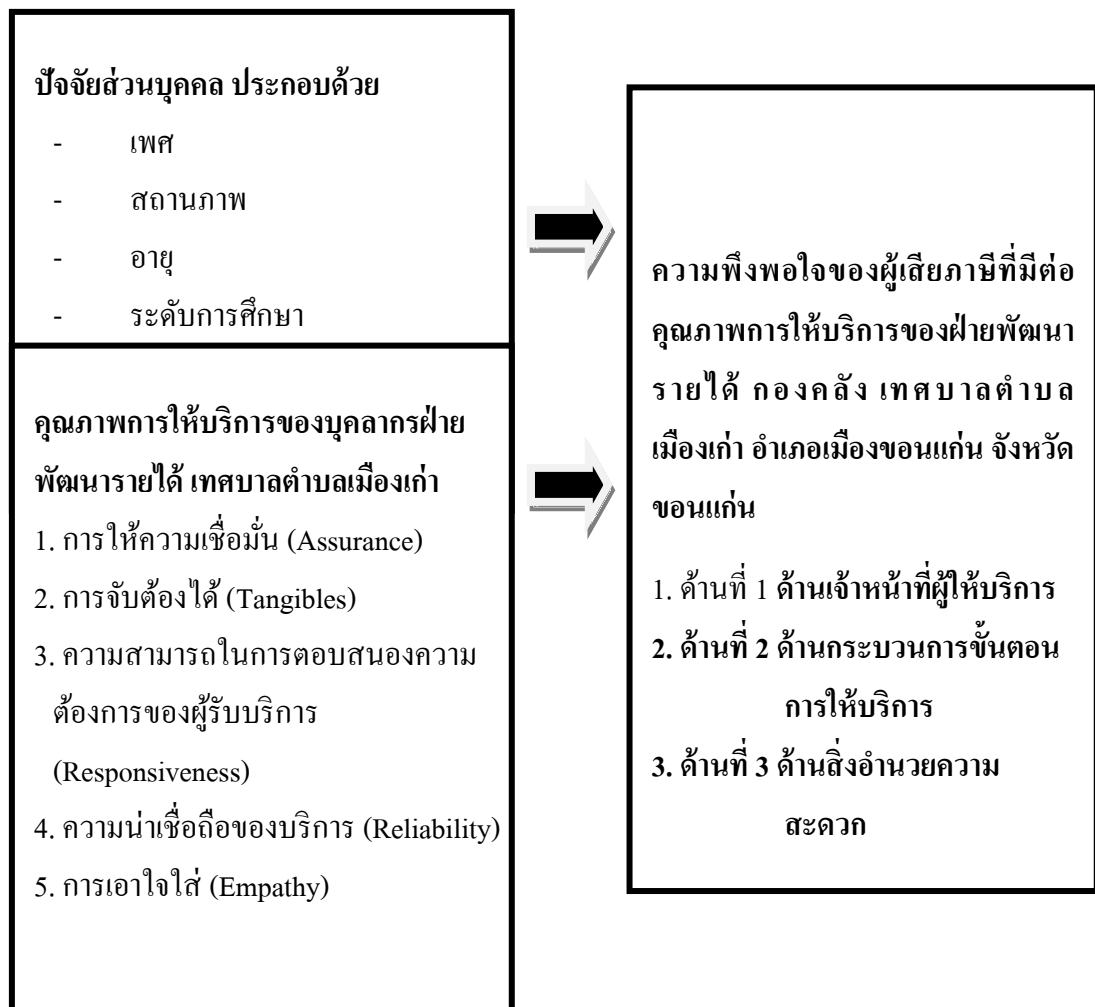 ปัจจัยส่วนบุคคล ประกอบด้วย
- เพศ
- สถานภาพ
- อายุ
- ระดับการศึกษา
คุณภาพการให้บริการของบุคลากรฝ่าย
พัฒนารายได้ เทศบาลตำบลเมืองเก่า
1. การให้ความเชื่อมั่น (Assurance)
2. การจับต้องได้ (Tangibles)
3. ความสามารถในการตอบสนองความ
ต้องการของผู้รับบริการ
(Responsiveness)
4. ความน่าเชื่อถือของบริการ (Reliability)
5. การเอาใจใส่ (Empathy)
ความพึงพอใจของผู้เสียภาษีที่มีต่อ
คุณภาพการให้บริการของฝ่ายพัฒนา
รายได้ กองคลัง เทศบาลตำบล
เมืองเก่า อำเภอเมืองขอนแก่น จังหวัด
ขอนแก่น
1. ด้านที่ 1 ด้านเจ้าหน้าที่ผู้ให้บริการ
2. ด้านที่ 2 ด้านกระบวนการขั้นตอน
การให้บริการ
3. ด้านที่ 3 ด้านสิ่งอำนวยความ
สะดวก